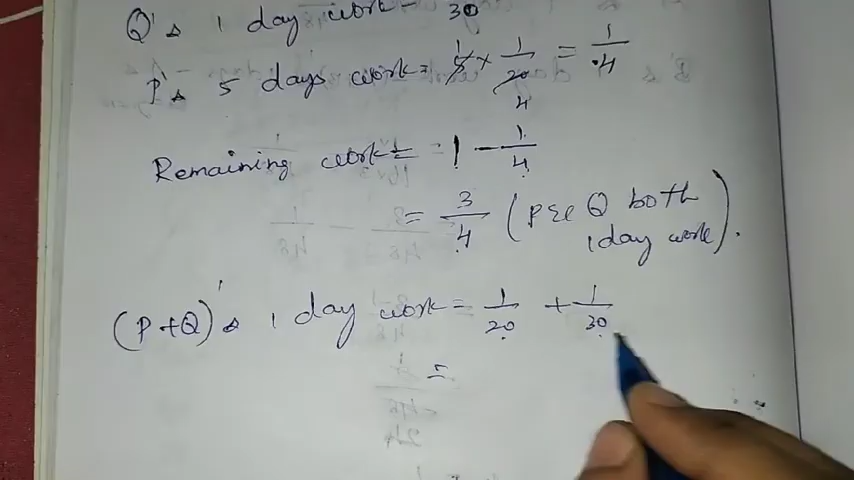 Q's 1 day work = 1/30
P's 5 days work = 5 × 1/20 = 1/4
Remaining work = 1 - 1/4
= 3/4 (P & Q both
1 day work).
(P+Q)'s 1 day work = 1/20 + 1/30
=